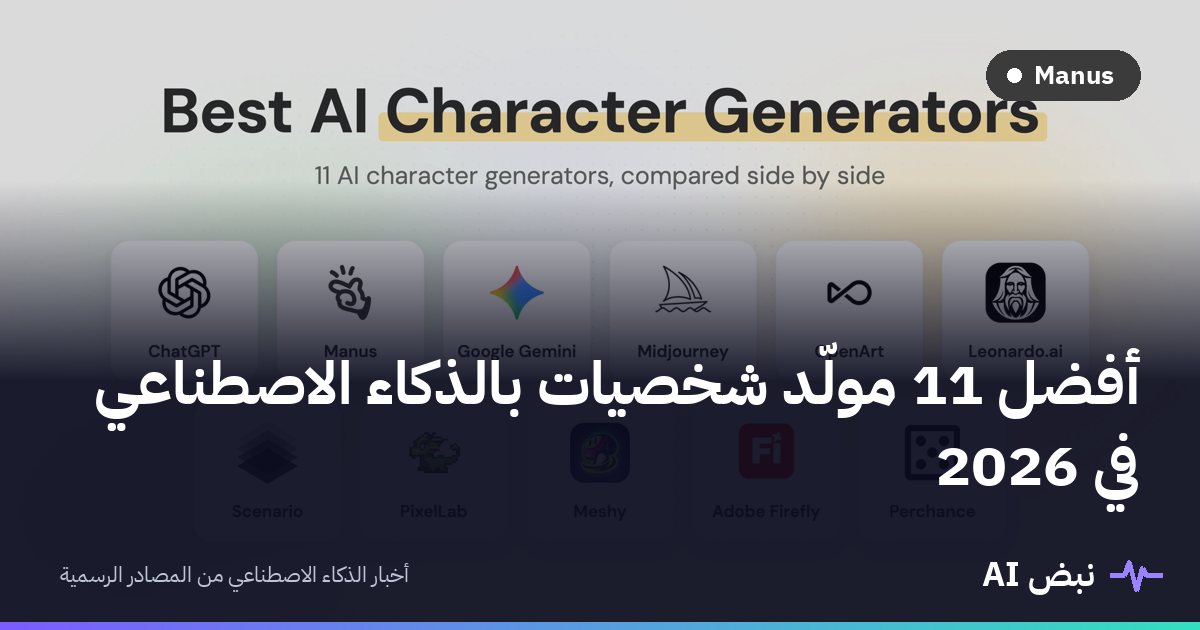 Manus
Best AI Character Generators
11 AI character generators, compared side by side
ChatGPT
Manus
Google Gemini
Midjourney
OpenArt
Leonardo.ai
أفضل 11 مولّد شخصيات بالذكاء الاصطناعي
في 2026
Scenario
PixelLab
Meshy
Fi
Adobe Firefly
Perchance
نبض AI
أخبار الذكاء الاصطناعي من المصادر الرسمية